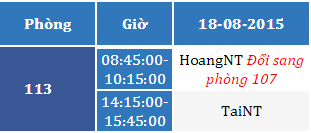 Phòng Giờ 18-08-2015
113
08:45:00-
10:15:00
HoangNT Đổi sang
phòng 107
14:15:00-
15:45:00
TaiNT